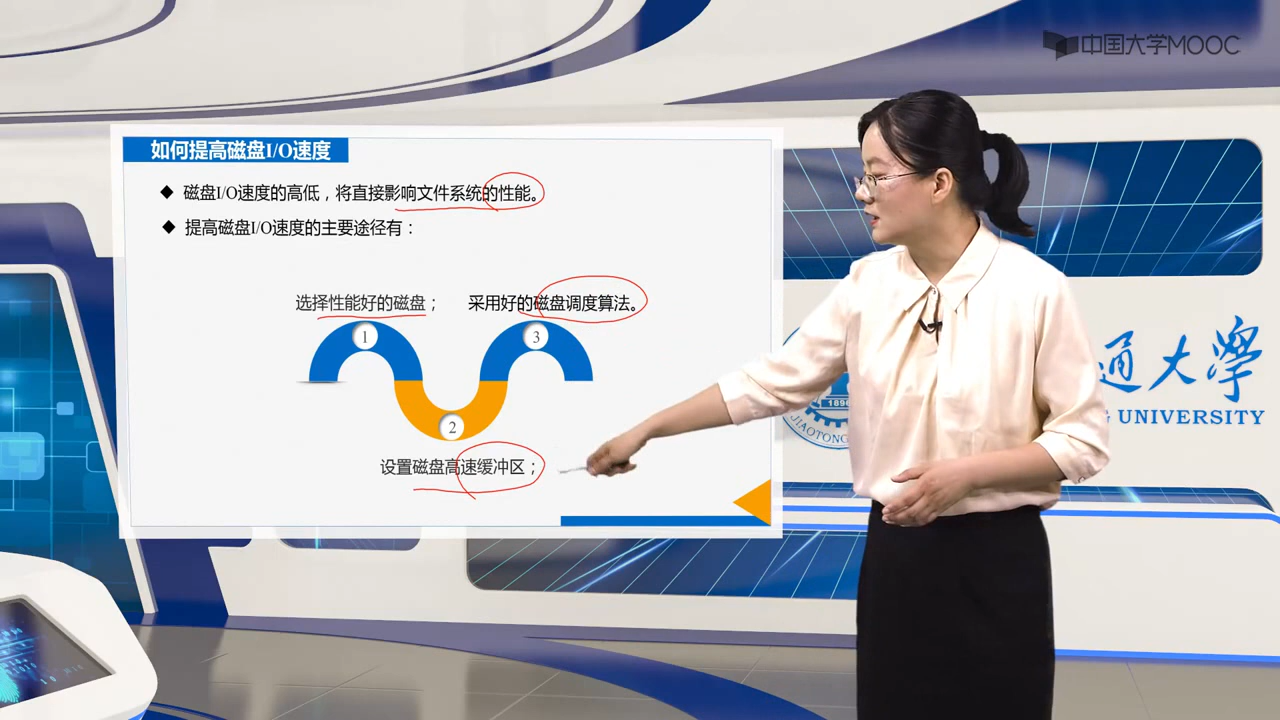 中国大学MOOC
如何提高磁盘I/O速度
◆ 磁盘I/O速度的高低，将直接影响文件系统的性能。
◆ 提高磁盘I/O速度的主要途径有：
选择性能好的磁盘； 采用好的磁盘调度算法。
1 3
2
设置磁盘高速缓冲区；
通大学
UNIVERSITY
1896
JIAOTONG